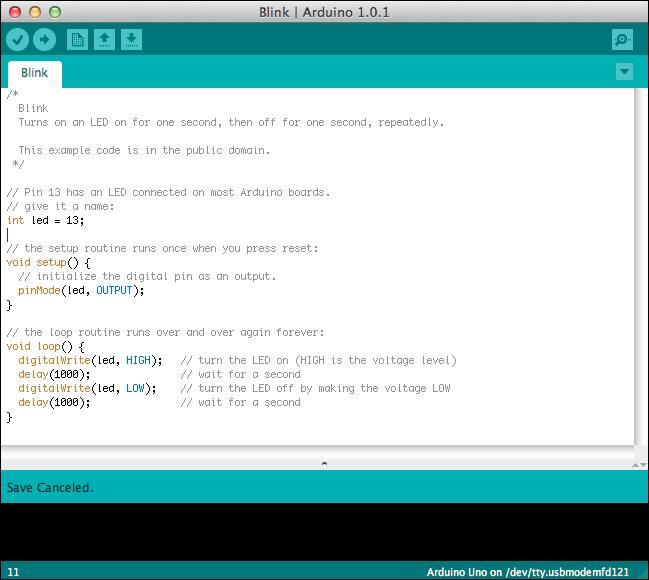 Blink | Arduino 1.0.1
Blink
/*
  Blink
  Turns on an LED on for one second, then off for one second, repeatedly.

  This example code is in the public domain.
 */

// Pin 13 has an LED connected on most Arduino boards.
// give it a name:
int led = 13;

// the setup routine runs once when you press reset:
void setup() {
  // initialize the digital pin as an output.
  pinMode(led, OUTPUT);
}

// the loop routine runs over and over again forever:
void loop() {
  digitalWrite(led, HIGH);   // turn the LED on (HIGH is the voltage level)
  delay(1000);               // wait for a second
  digitalWrite(led, LOW);    // turn the LED off by making the voltage LOW
  delay(1000);               // wait for a second
}
Save Canceled.
11 Arduino Uno on /dev/tty.usbmodemfd121